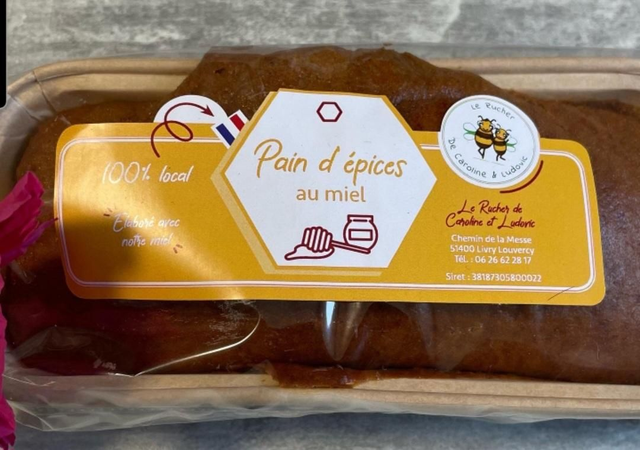 100% local
Élaboré avec
notre miel
Pain d'épices
au miel
Le Rucher
De Caroline & Ludovic
Le Rucher de
Caroline et Ludovic
Chemin de la Messe
51400 Livry Louvercy
Tél. : 06 26 62 28 17
Siret : 38187305800022